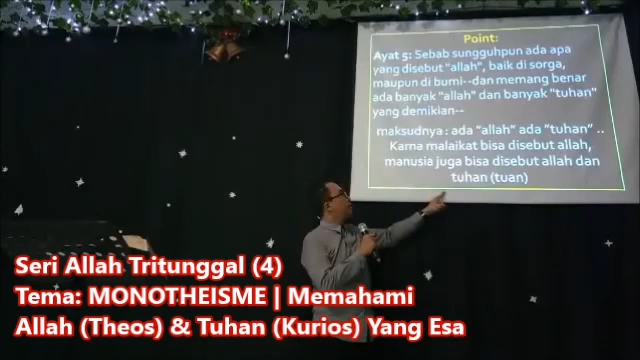 Point:
Ayat 5: Sebab sungguhpun ada apa
yang disebut "allah", baik di sorga,
maupun di bumi--dan memang benar
ada banyak "allah" dan banyak "tuhan"
yang demikian--
maksudnya : ada "allah" ada "tuhan" ..
Karna malaikat bisa disebut allah,
manusia juga bisa disebut allah dan
tuhan (tuan)
Seri Allah Tritunggal (4)
Tema: MONOTHEISME | Memahami
Allah (Theos) & Tuhan (Kurios) Yang Esa